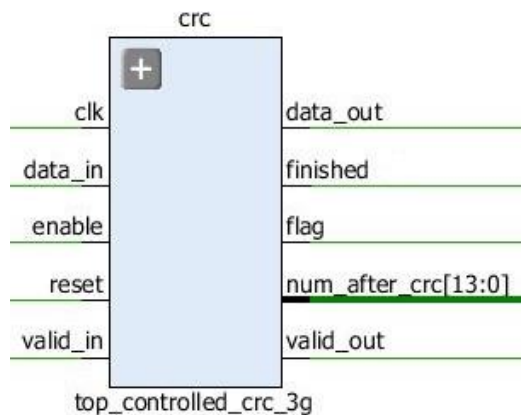 crc
+
clk data_out
data_in finished
enable flag
reset num_after_crc[13:0]
valid_in valid_out
top_controlled_crc_3g